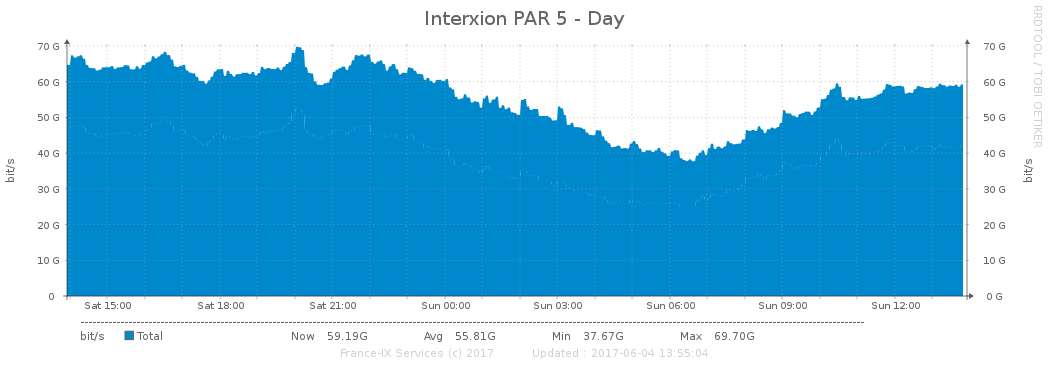 Interxion PAR 5 - Day
RRDTOOL / TOBI OETIKER
bit/s
bit/s
70 G
70 G
60 G
60 G
50 G
50 G
40 G
40 G
30 G
30 G
20 G
20 G
10 G
10 G
0
0 G
Sat 15:00 Sat 18:00 Sat 21:00 Sun 00:00 Sun 03:00 Sun 06:00 Sun 09:00 Sun 12:00
bit/s Total Now 59.19G Avg 55.81G Min 37.67G Max 69.70G
France-IX Services (c) 2017 Updated : 2017-06-04 13:55:04